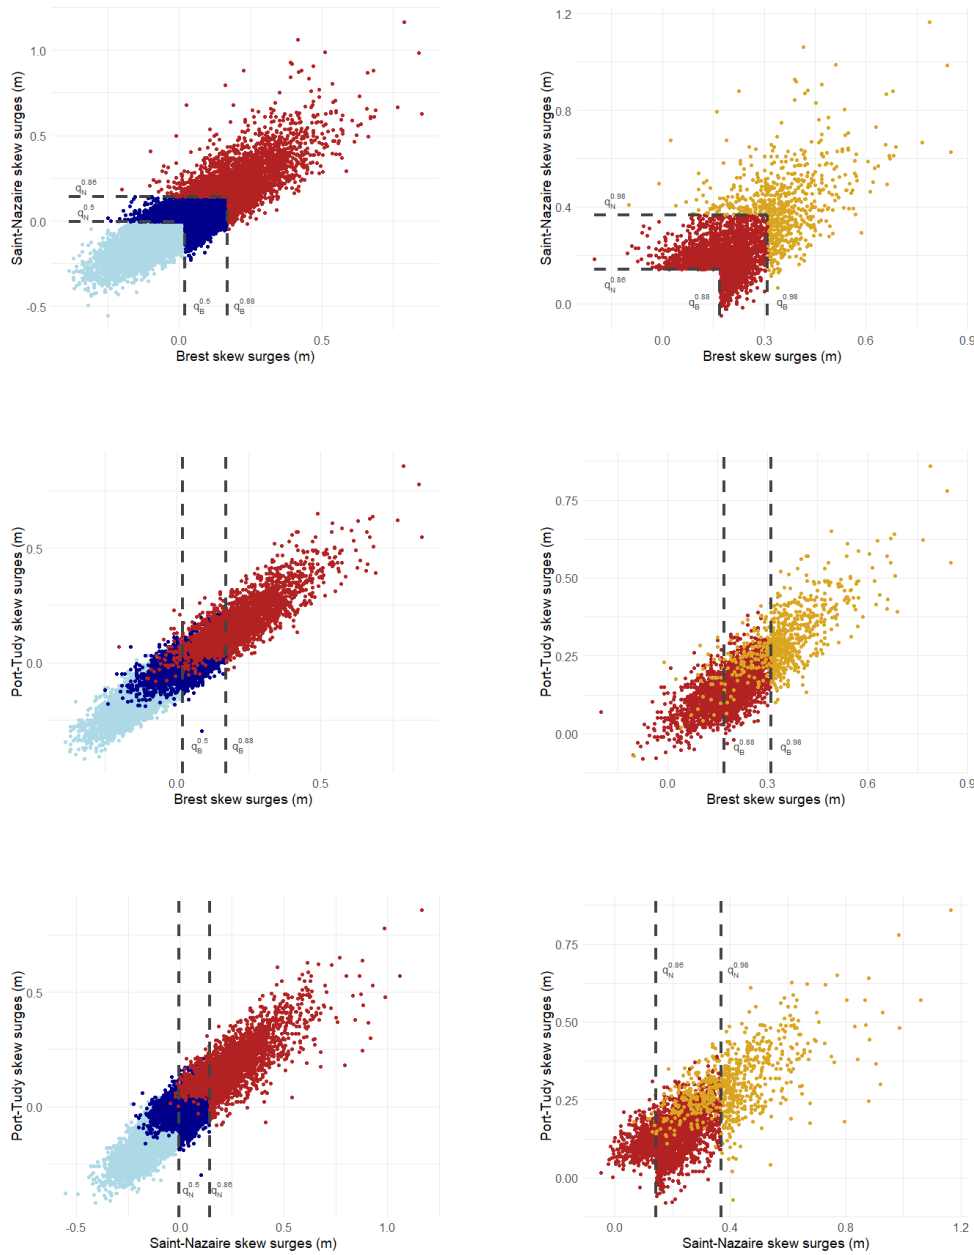 1.0
0.5
0.0
-0.5
Saint-Nazaire skew surges (m)
q_N^0.86
q_N^0.5
q_B^0.5
q_B^0.88
0.0
0.5
Brest skew surges (m)
1.2
0.8
0.4
0.0
Saint-Nazaire skew surges (m)
q_N^0.98
q_N^0.86
q_B^0.88
q_B^0.98
0.0
0.3
0.6
0.9
Brest skew surges (m)
0.5
0.0
Port-Tudy skew surges (m)
q_B^0.5
q_B^0.88
0.0
0.5
Brest skew surges (m)
0.75
0.50
0.25
0.00
Port-Tudy skew surges (m)
q_B^0.88
q_B^0.98
0.0
0.3
0.6
0.9
Brest skew surges (m)
0.5
0.0
Port-Tudy skew surges (m)
q_N^0.5
q_N^0.86
-0.5
0.0
0.5
1.0
Saint-Nazaire skew surges (m)
0.75
0.50
0.25
0.00
Port-Tudy skew surges (m)
q_N^0.86
q_N^0.98
0.0
0.4
0.8
1.2
Saint-Nazaire skew surges (m)